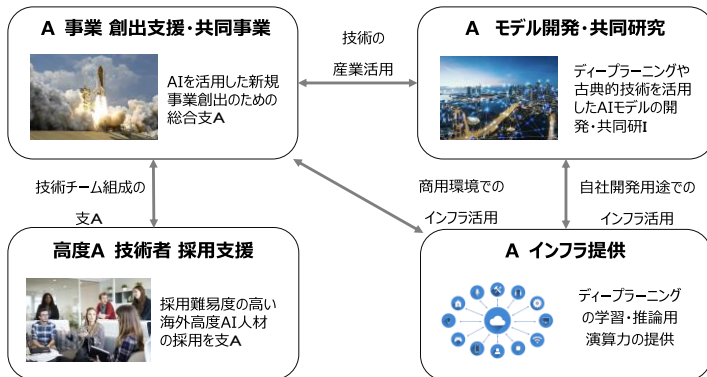 A 事業 創出支援・共同事業
AIを活用した新規
事業創出のための
総合支A
技術の
産業活用
A モデル開発・共同研究
ディープラーニングや
古典的技術を活用
したAIモデルの開
発・共同研I
技術チーム組成の
支A
商用環境での
インフラ活用
自社開発用途での
インフラ活用
高度A 技術者 採用支援
採用難易度の高い
海外高度AI人材
の採用を支A
A インフラ提供
ディープラーニング
の学習・推論用
演算力の提供